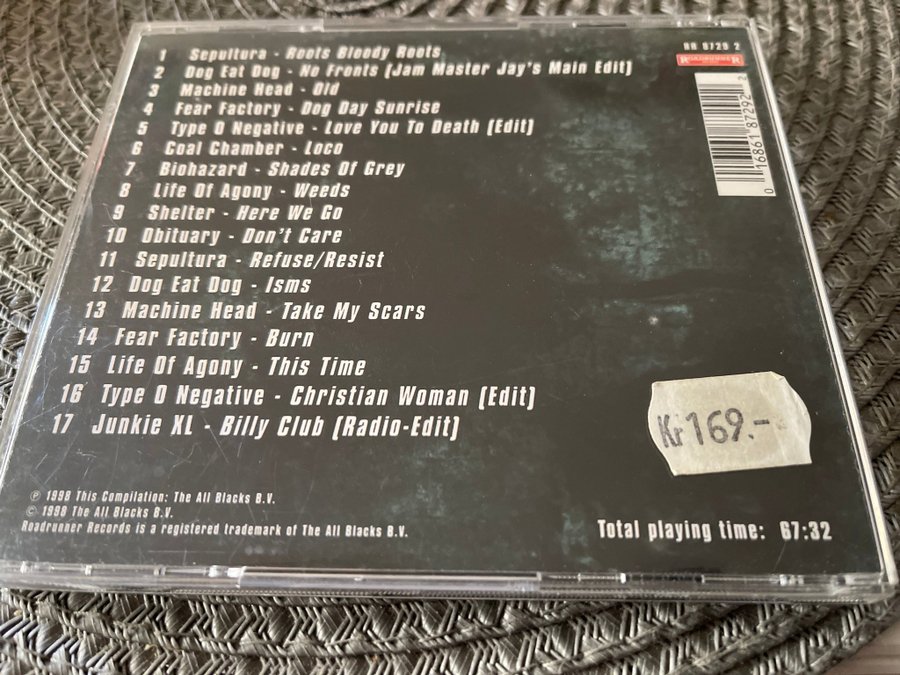 RR 8729 2
ROADRUNNER
1 Sepultura - Roots Bloody Roots
2 Dog Eat Dog - No Fronts (Jam Master Jay's Main Edit)
3 Machine Head - Old
4 Fear Factory - Dog Day Sunrise
5 Type O Negative - Love You To Death (Edit)
6 Coal Chamber - Loco
7 Biohazard - Shades Of Grey
8 Life Of Agony - Weeds
9 Shelter - Here We Go
10 Obituary - Don't Care
11 Sepultura - Refuse/Resist
12 Dog Eat Dog - Isms
13 Machine Head - Take My Scars
14 Fear Factory - Burn
15 Life Of Agony - This Time
16 Type O Negative - Christian Woman (Edit)
17 Junkie XL - Billy Club (Radio-Edit)
0 16861 87292 2
Kr 169.-
℗ 1998 This Compilation: The All Blacks B.V.
© 1998 The All Blacks B.V.
Roadrunner Records is a registered trademark of The All Blacks B.V.
Total playing time: 67:32